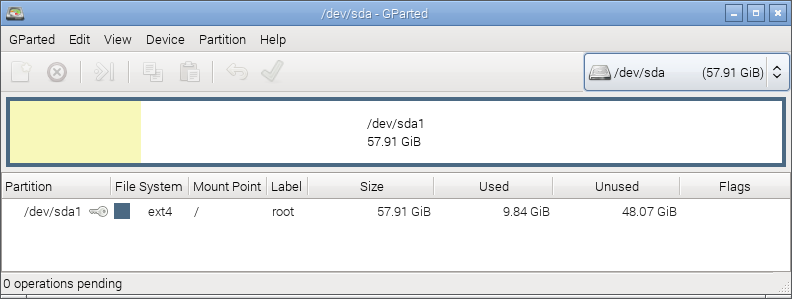 /dev/sda - GParted
GParted Edit View Device Partition Help
/dev/sda (57.91 GiB)
/dev/sda1
57.91 GiB
Partition File System Mount Point Label Size Used Unused Flags
/dev/sda1 ext4 / root 57.91 GiB 9.84 GiB 48.07 GiB
0 operations pending